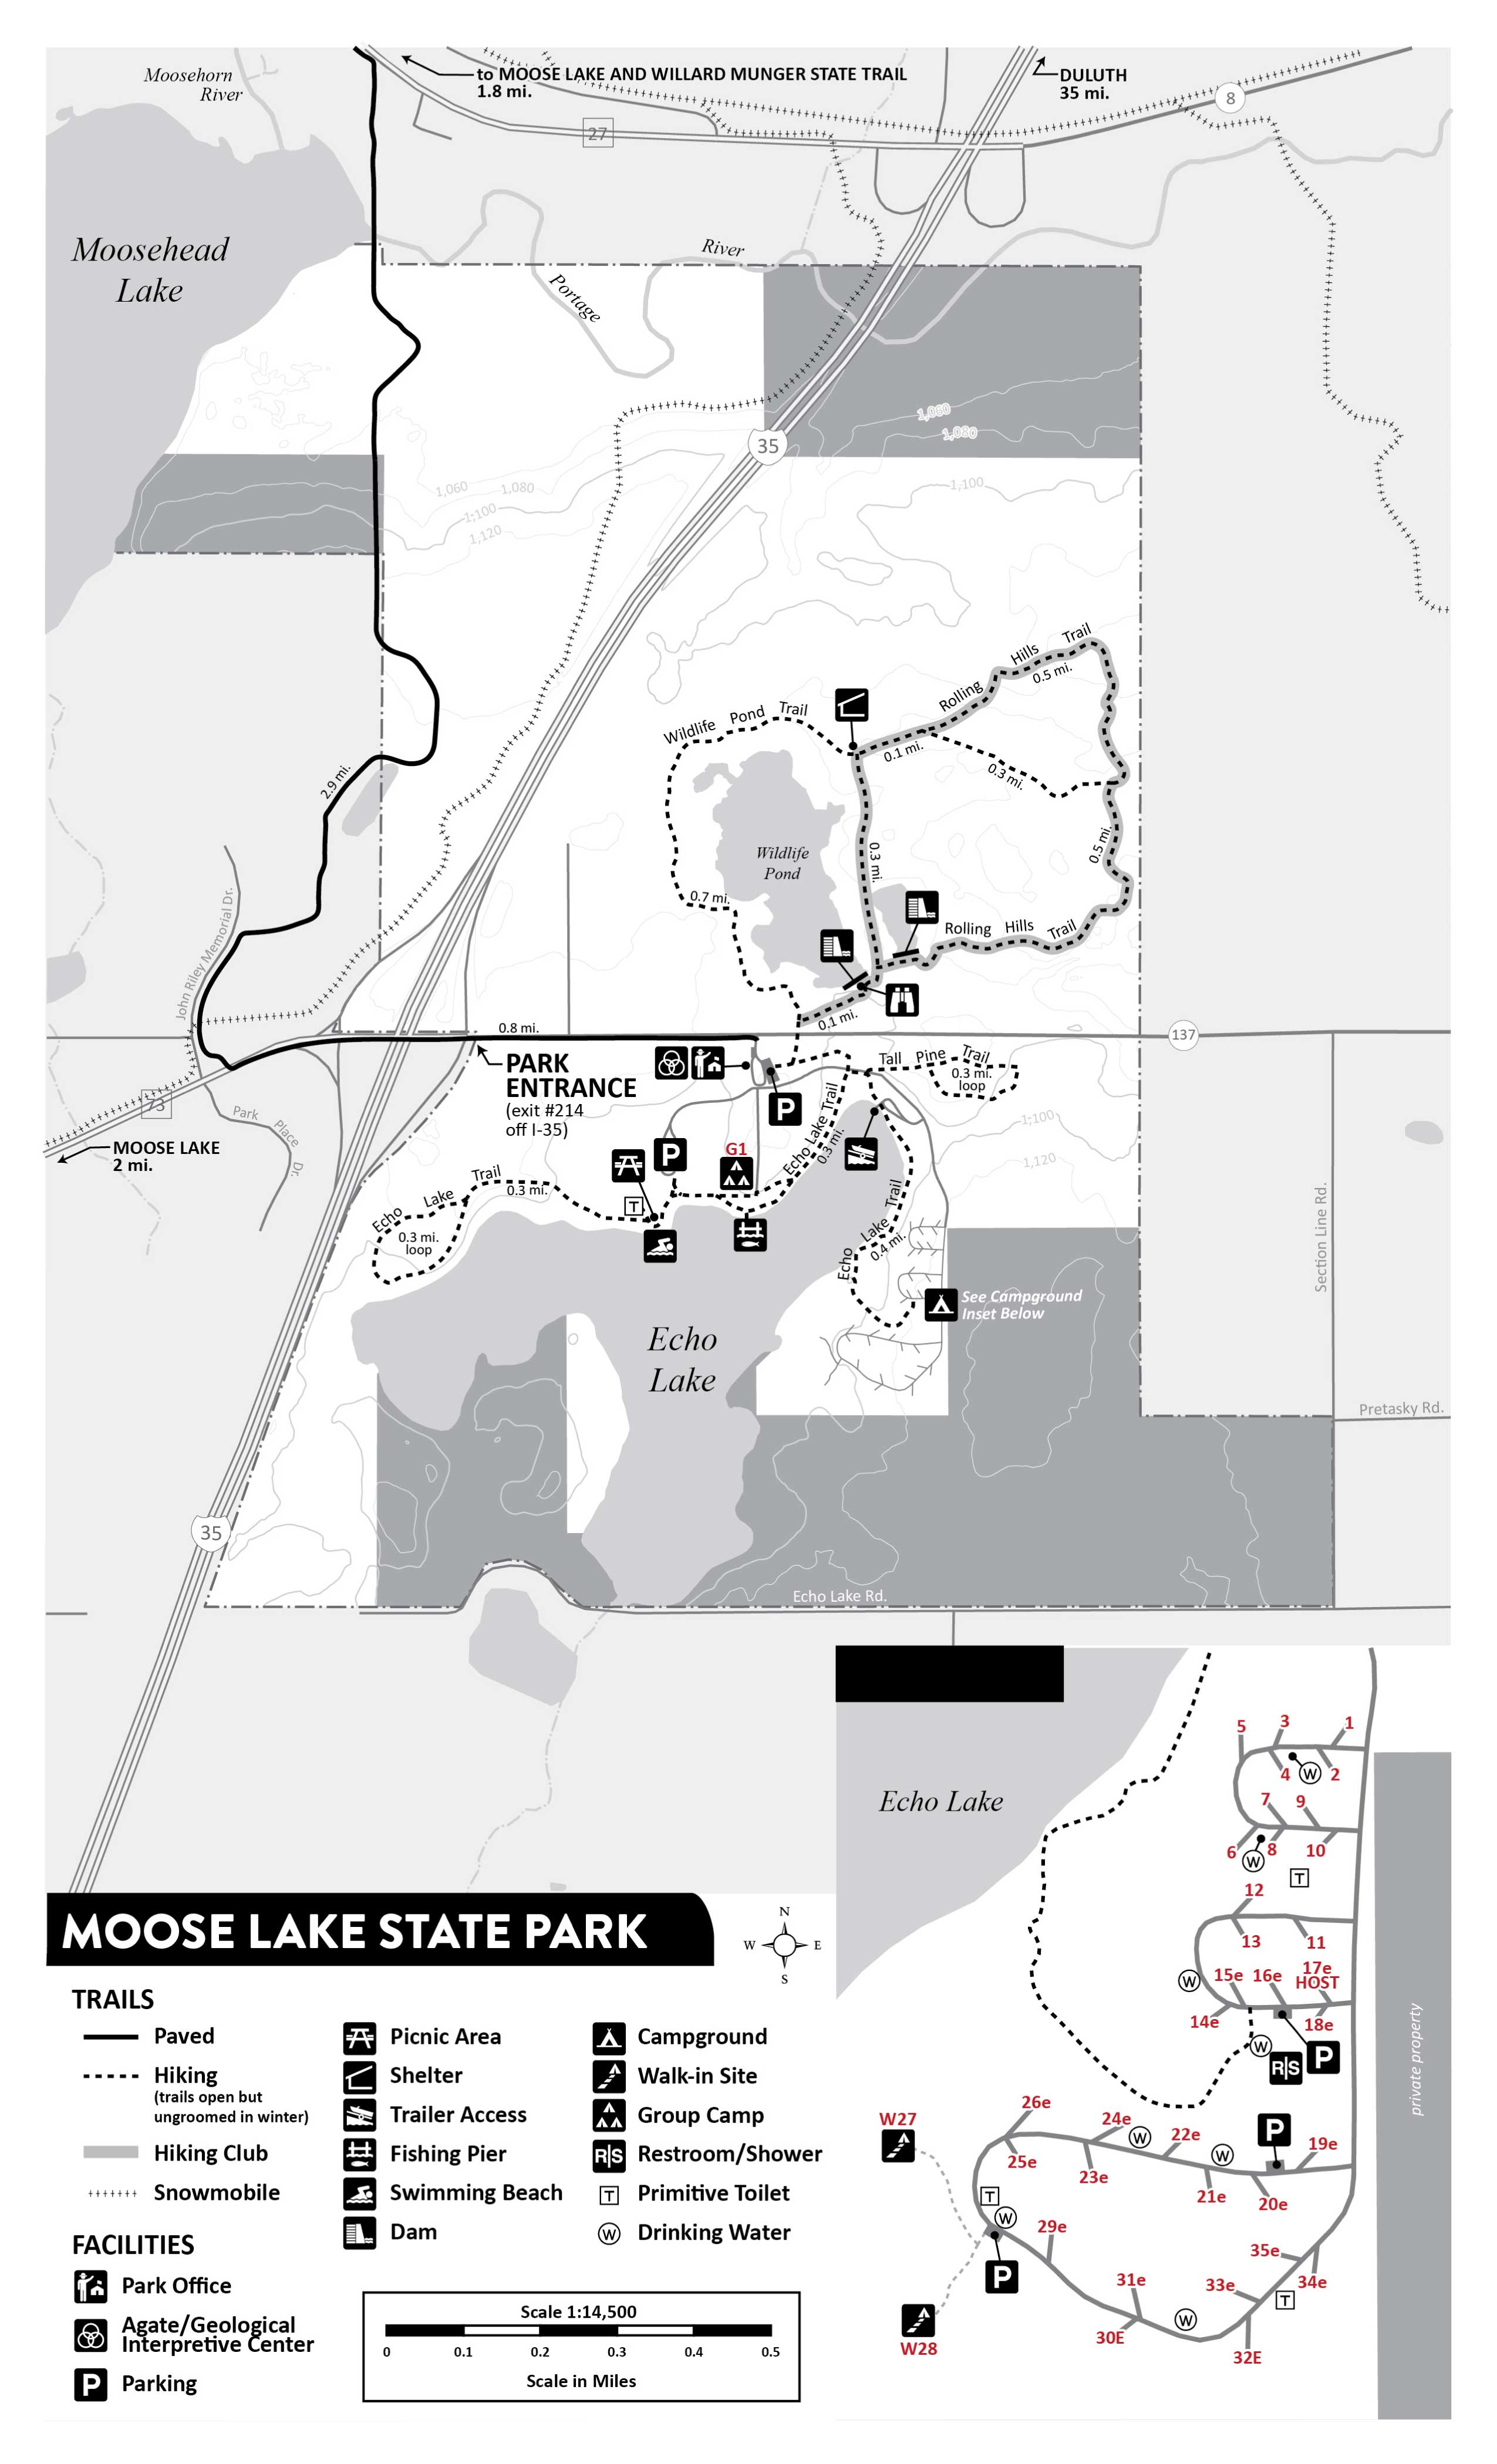 Moosehorn
River
to MOOSE LAKE AND WILLARD MUNGER STATE TRAIL
1.8 mi.
DULUTH
35 mi.
8
27
Moosehead
Lake
River
Portage
1,060
1,080
35
1,060
1,080
1,100
1,120
1,100
Rolling Hills Trail
0.5 mi.
Wildlife Pond Trail
0.1 mi.
0.3 mi.
2.9 mi.
Wildlife
Pond
0.3 mi.
0.5 mi.
0.7 mi.
Rolling Hills Trail
John Riley Memorial Dr.
0.1 mi.
0.8 mi.
137
PARK
ENTRANCE
(exit #214
off I-35)
Tall Pine Trail
0.3 mi.
loop
P
73
Park Place Dr.
MOOSE LAKE
2 mi.
Echo Lake Trail
0.3 mi.
1,100
1,120
P
G1
Echo Lake Trail
0.3 mi.
T
0.3 mi.
loop
Echo Lake Trail
0.4 mi.
Section Line Rd.
See Campground
Inset Below
Echo
Lake
Pretasky Rd.
35
Echo Lake Rd.
Echo Lake
5
3
1
4
W
2
7
9
6
W
8
10
T
12
13
11
W
15e
16e
17e
HOST
14e
18e
W
R|S
P
private property
26e
W27
24e
W
22e
P
19e
25e
23e
W
21e
20e
T
W
29e
P
35e
34e
31e
33e
T
W
30E
32E
W28
MOOSE LAKE STATE PARK
N
W
E
S
TRAILS
Paved
Hiking
(trails open but
ungroomed in winter)
Hiking Club
Snowmobile
FACILITIES
Park Office
Agate/Geological
Interpretive Center
P Parking
Picnic Area
Shelter
Trailer Access
Fishing Pier
Swimming Beach
Dam
Campground
Walk-in Site
Group Camp
R|S Restroom/Shower
T Primitive Toilet
W Drinking Water
Scale 1:14,500
0 0.1 0.2 0.3 0.4 0.5
Scale in Miles